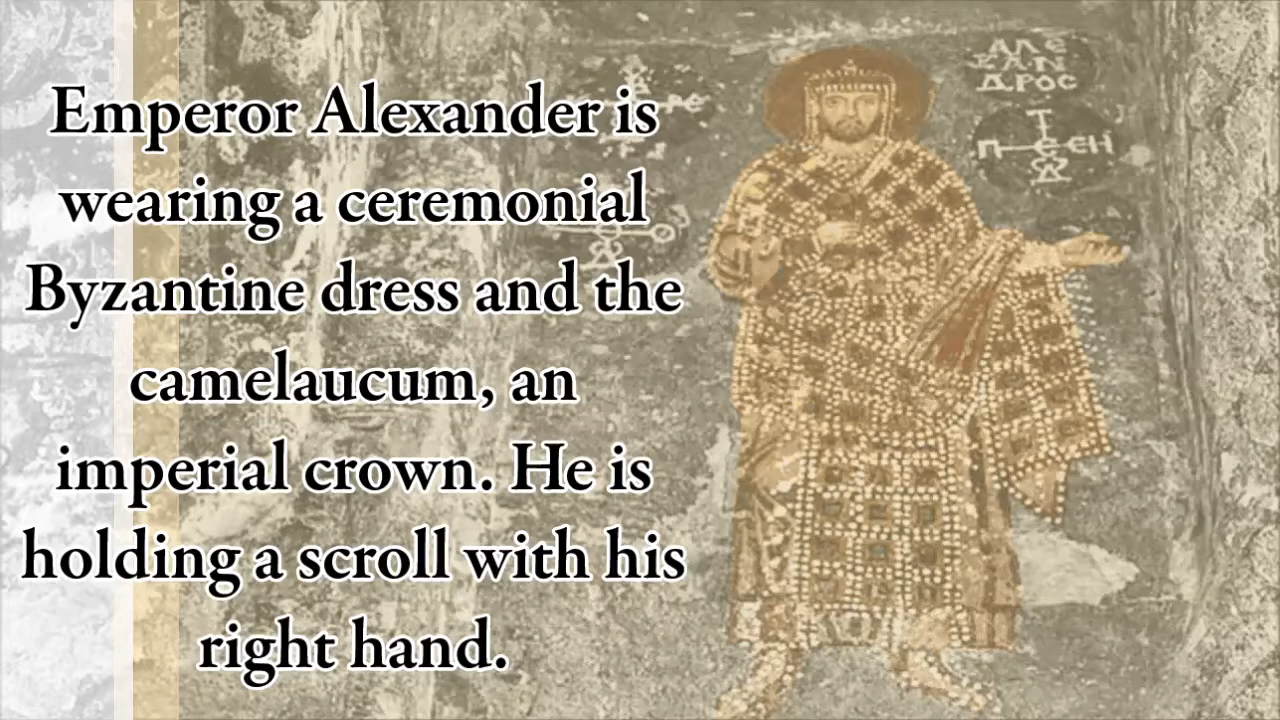 Emperor Alexander is
wearing a ceremonial
Byzantine dress and the
camelaucum, an
imperial crown. He is
holding a scroll with his
right hand.
ΑΛΕ
ΞΑΝ
ΔΡΟC